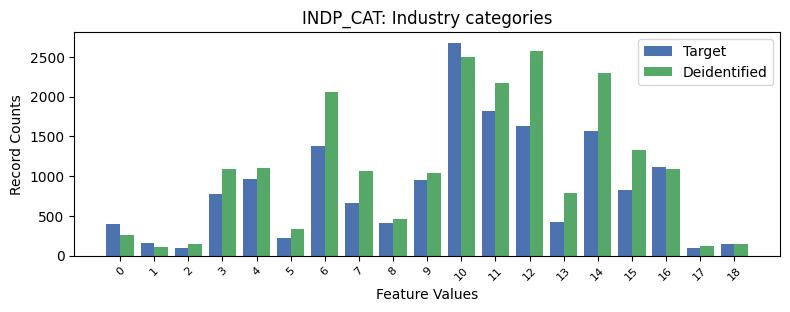 INDP_CAT: Industry categories
Target
Deidentified
Record Counts
2500
2000
1500
1000
500
0
0 1 2 3 4 5 6 7 8 9 10 11 12 13 14 15 16 17 18
Feature Values